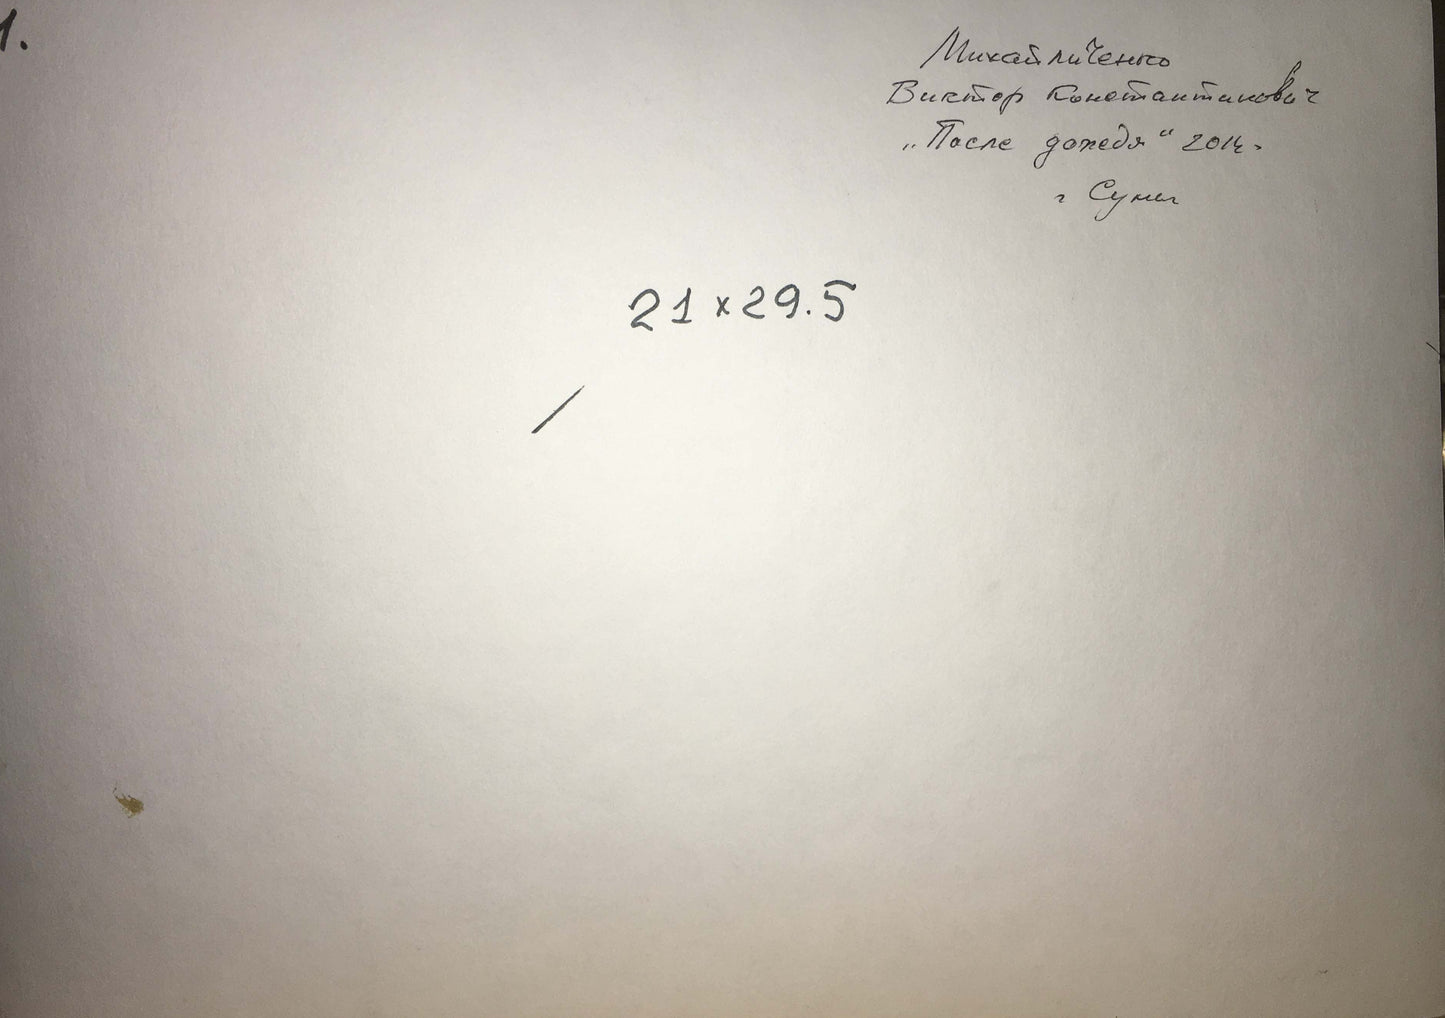 1.
Михайличенко
Виктор Константинович
„После дождя“ 2014.
г Сумы
21 x 29.5